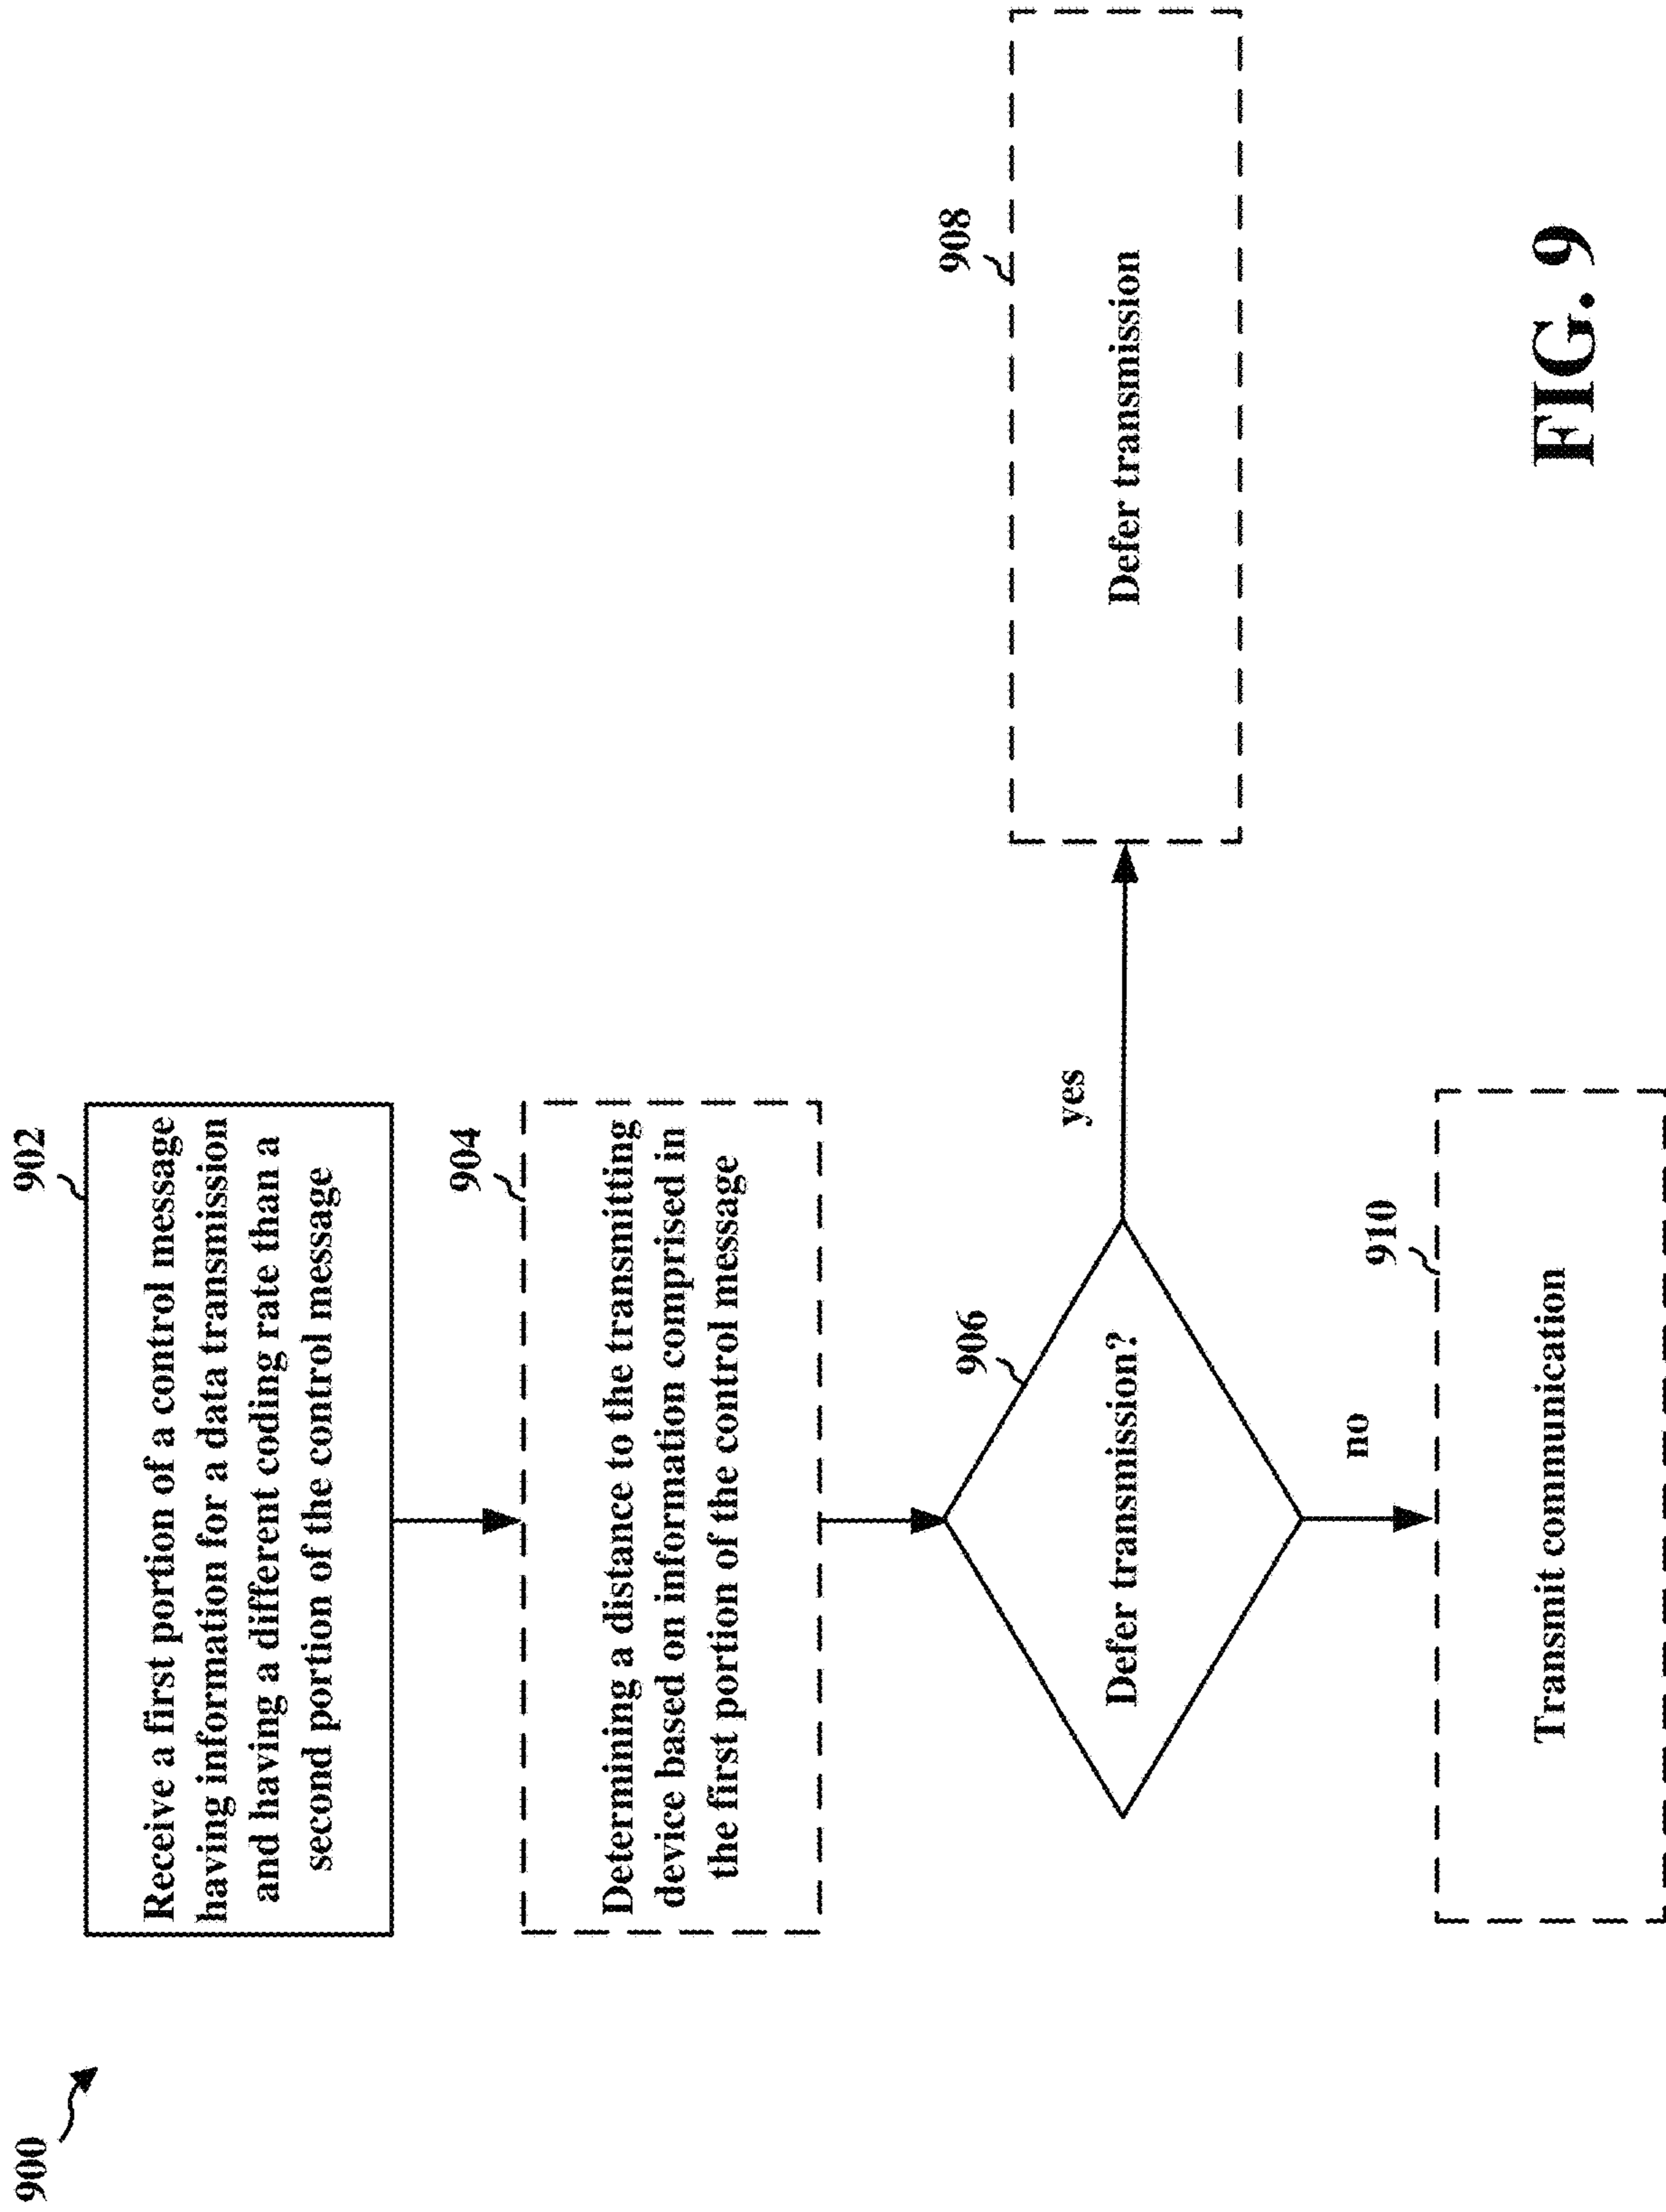 900
902
Receive a first portion of a control message
having information for a data transmission
and having a different coding rate than a
second portion of the control message
904
Determining a distance to the transmitting
device based on information comprised in
the first portion of the control message
906
Defer transmission?
yes
908
Defer transmission
no
910
Transmit communication
FIG. 9